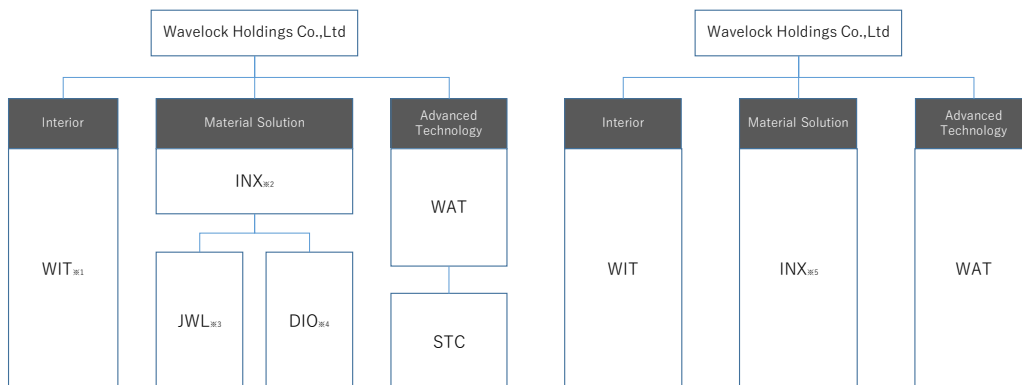 Wavelock Holdings Co.,Ltd
Interior
Material Solution
Advanced
Technology
INX※2
WAT
WIT※1
JWL※3
DIO※4
STC
Wavelock Holdings Co.,Ltd
Interior
Material Solution
Advanced
Technology
WIT
INX※5
WAT